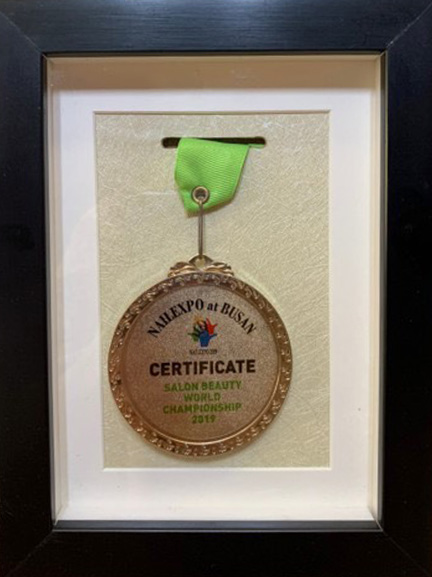 NAILEXPO at BUSAN
CERTIFICATE
SALON BEAUTY
WORLD
CHAMPIONSHIP
2019